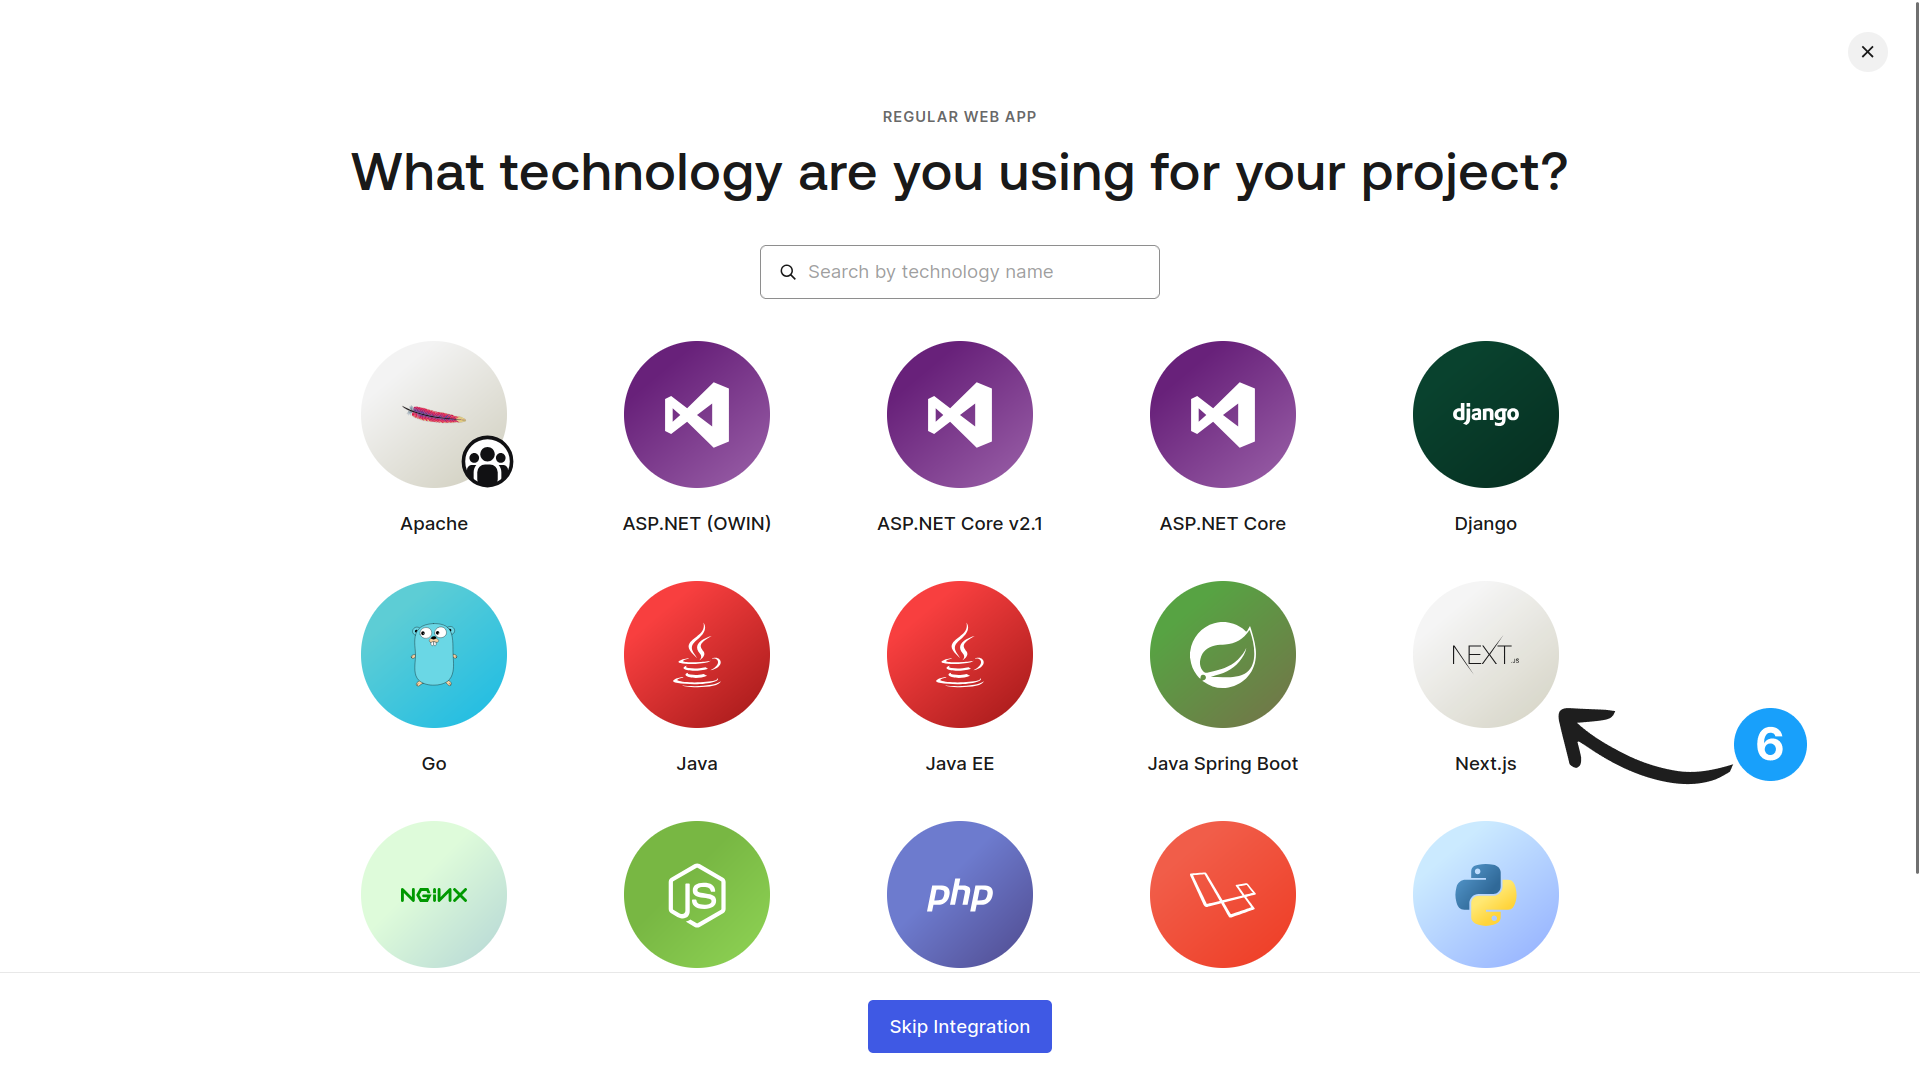 REGULAR WEB APP
What technology are you using for your project?
Search by technology name
django
Apache
ASP.NET (OWIN)
ASP.NET Core v2.1
ASP.NET Core
Django
NEXT.JS
Go
Java
Java EE
Java Spring Boot
Next.js
6
NGINX
JS
php
Skip Integration